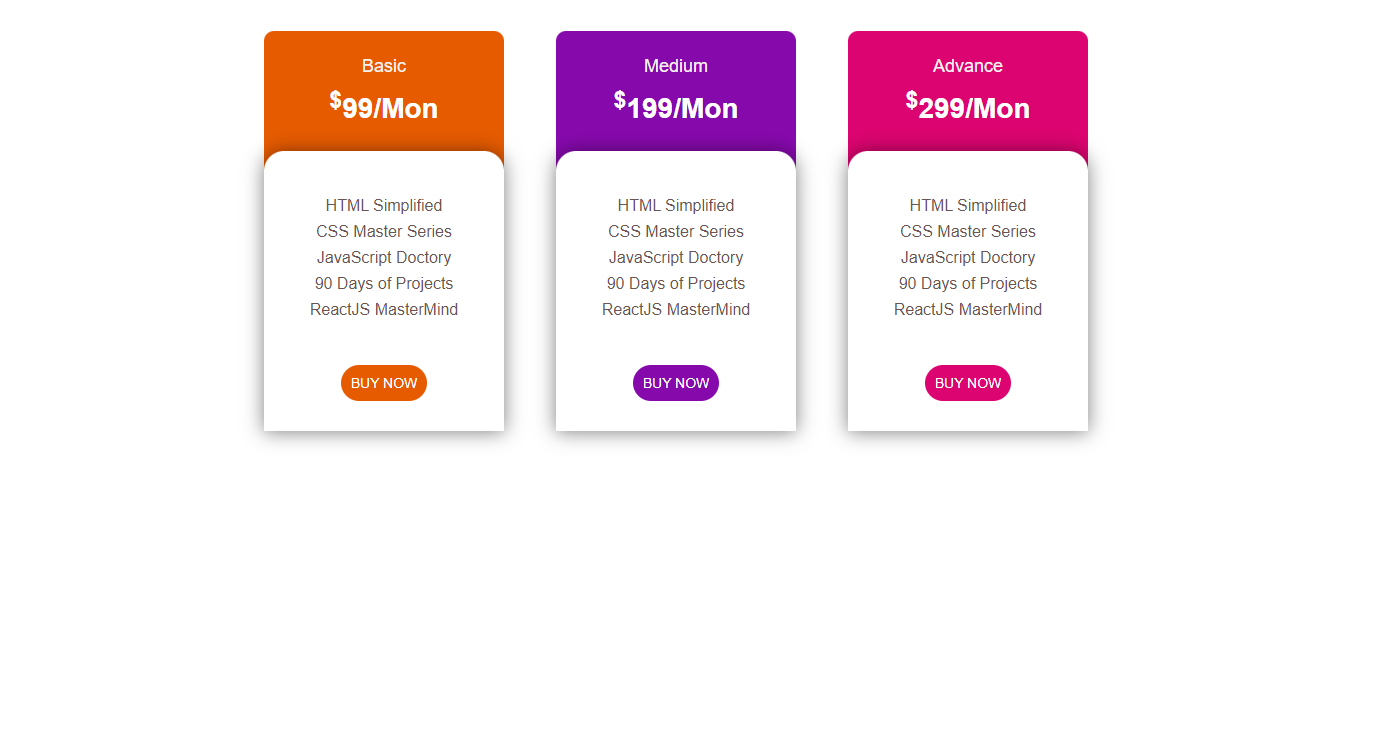 Basic
$99/Mon
HTML Simplified
CSS Master Series
JavaScript Doctory
90 Days of Projects
ReactJS MasterMind
BUY NOW
Medium
$199/Mon
HTML Simplified
CSS Master Series
JavaScript Doctory
90 Days of Projects
ReactJS MasterMind
BUY NOW
Advance
$299/Mon
HTML Simplified
CSS Master Series
JavaScript Doctory
90 Days of Projects
ReactJS MasterMind
BUY NOW